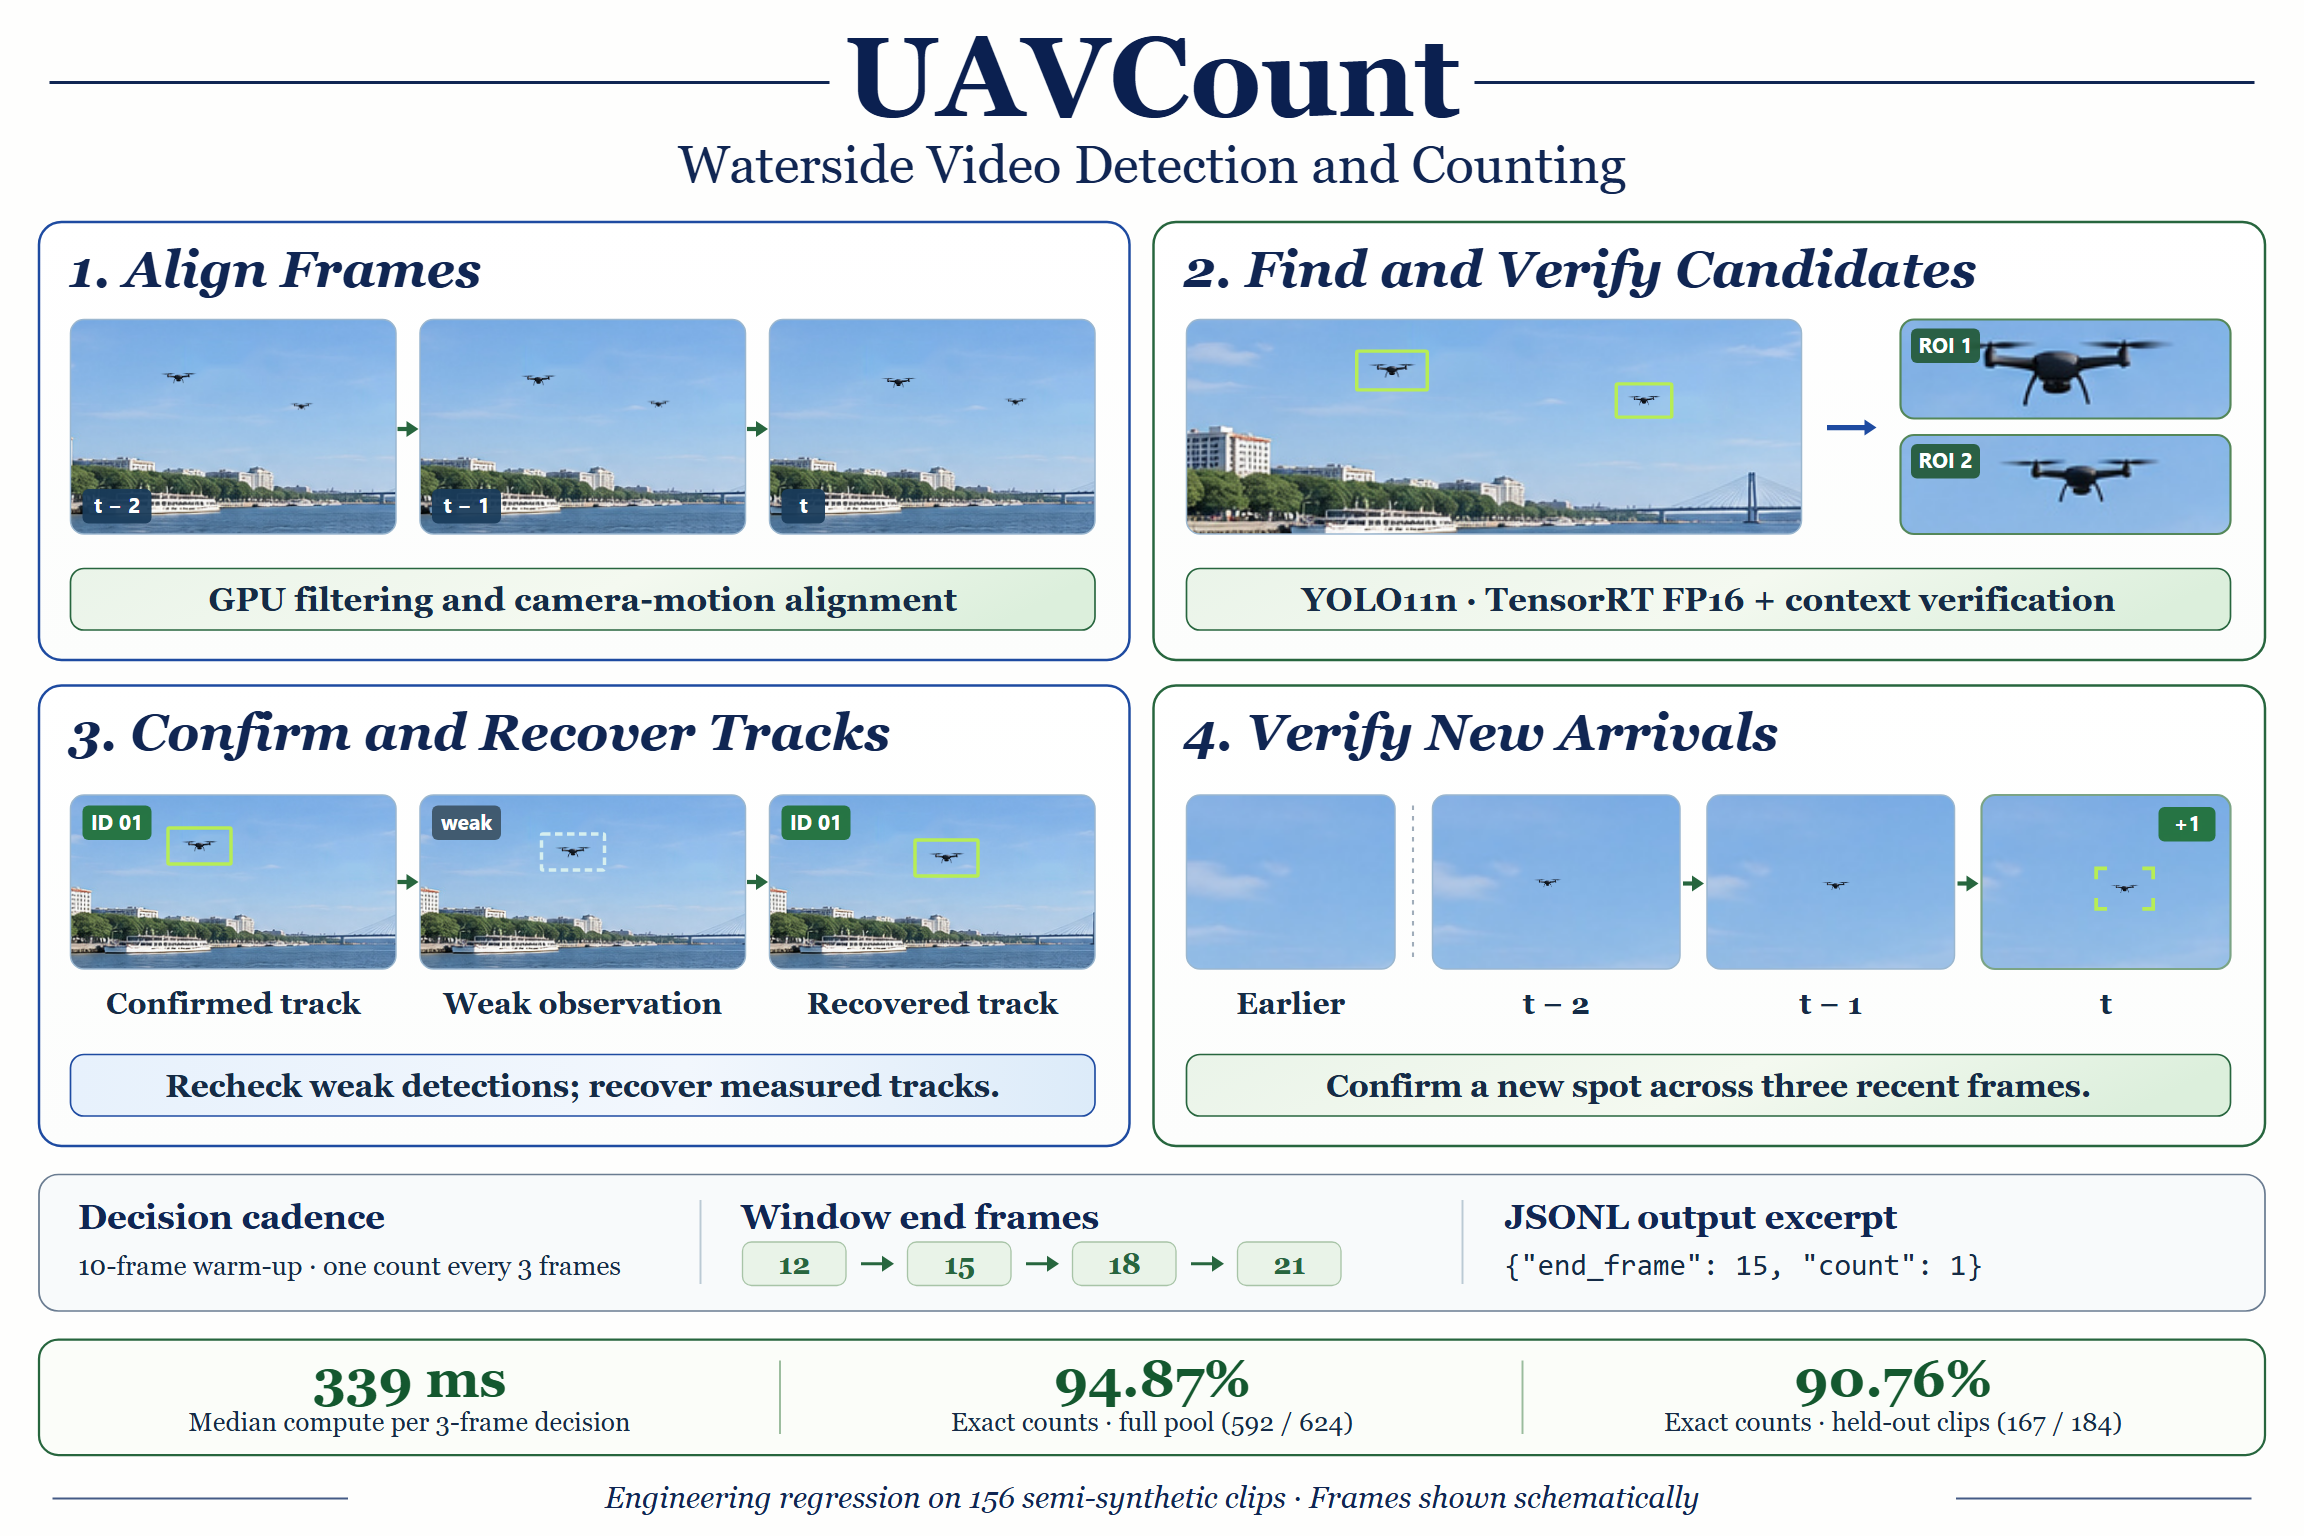 UAVCount
Waterside Video Detection and Counting
1. Align Frames
t – 2
t – 1
t
GPU filtering and camera-motion alignment
2. Find and Verify Candidates
ROI 1
ROI 2
YOLO11n · TensorRT FP16 + context verification
3. Confirm and Recover Tracks
ID 01
weak
ID 01
Confirmed track
Weak observation
Recovered track
Recheck weak detections; recover measured tracks.
4. Verify New Arrivals
+1
Earlier
t – 2
t – 1
t
Confirm a new spot across three recent frames.
Decision cadence
10-frame warm-up · one count every 3 frames
Window end frames
12
15
18
21
JSONL output excerpt
{"end_frame": 15, "count": 1}
339 ms
Median compute per 3-frame decision
94.87%
Exact counts · full pool (592 / 624)
90.76%
Exact counts · held-out clips (167 / 184)
Engineering regression on 156 semi-synthetic clips · Frames shown schematically